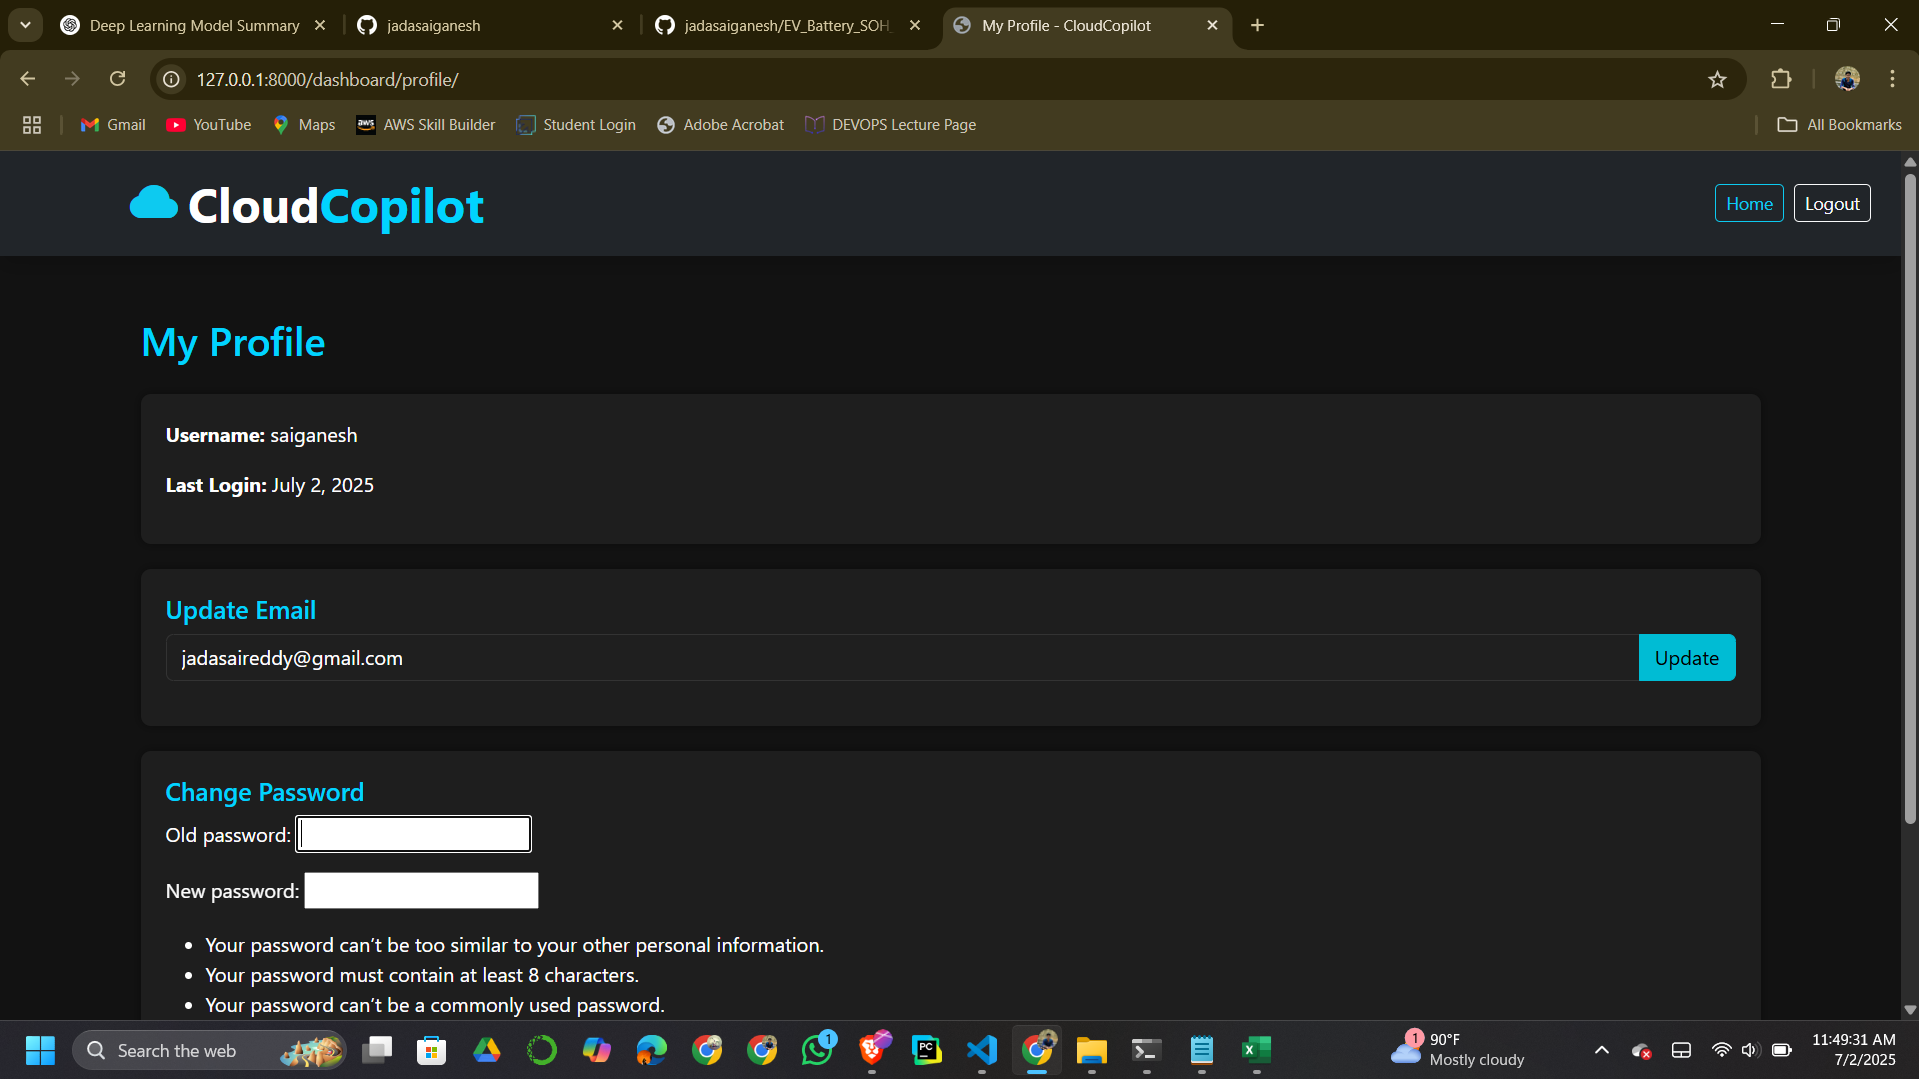 Deep Learning Model Summary
jadasaiganesh
jadasaiganesh/EV_Battery_SOH_
My Profile - CloudCopilot
127.0.0.1:8000/dashboard/profile/
Gmail
YouTube
Maps
aws
AWS Skill Builder
Student Login
Adobe Acrobat
DEVOPS Lecture Page
All Bookmarks
CloudCopilot
Home
Logout
My Profile
Username: saiganesh
Last Login: July 2, 2025
Update Email
jadasaireddy@gmail.com
Update
Change Password
Old password:
New password:
• Your password can’t be too similar to your other personal information.
• Your password must contain at least 8 characters.
• Your password can’t be a commonly used password.
Search the web
1
PC
X
1
90°F
Mostly cloudy
11:49:31 AM
7/2/2025